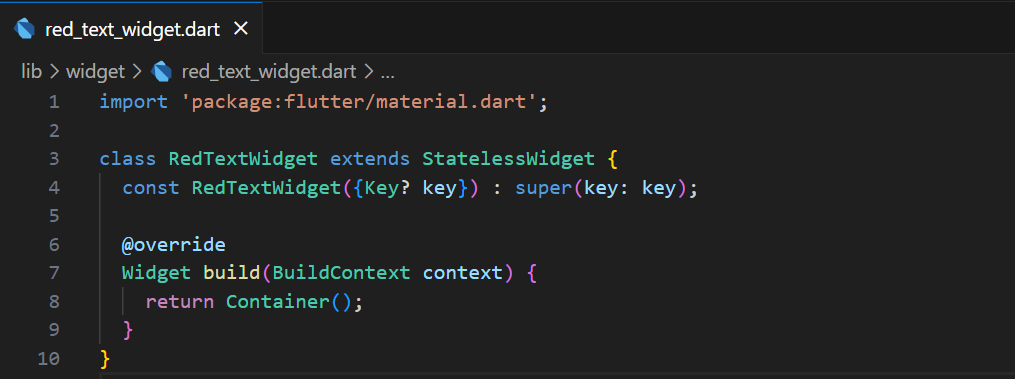 red_text_widget.dart ×
lib > widget > red_text_widget.dart > ...
1 import 'package:flutter/material.dart';
2
3 class RedTextWidget extends StatelessWidget {
4   const RedTextWidget({Key? key}) : super(key: key);
5
6   @override
7   Widget build(BuildContext context) {
8     return Container();
9   }
10 }